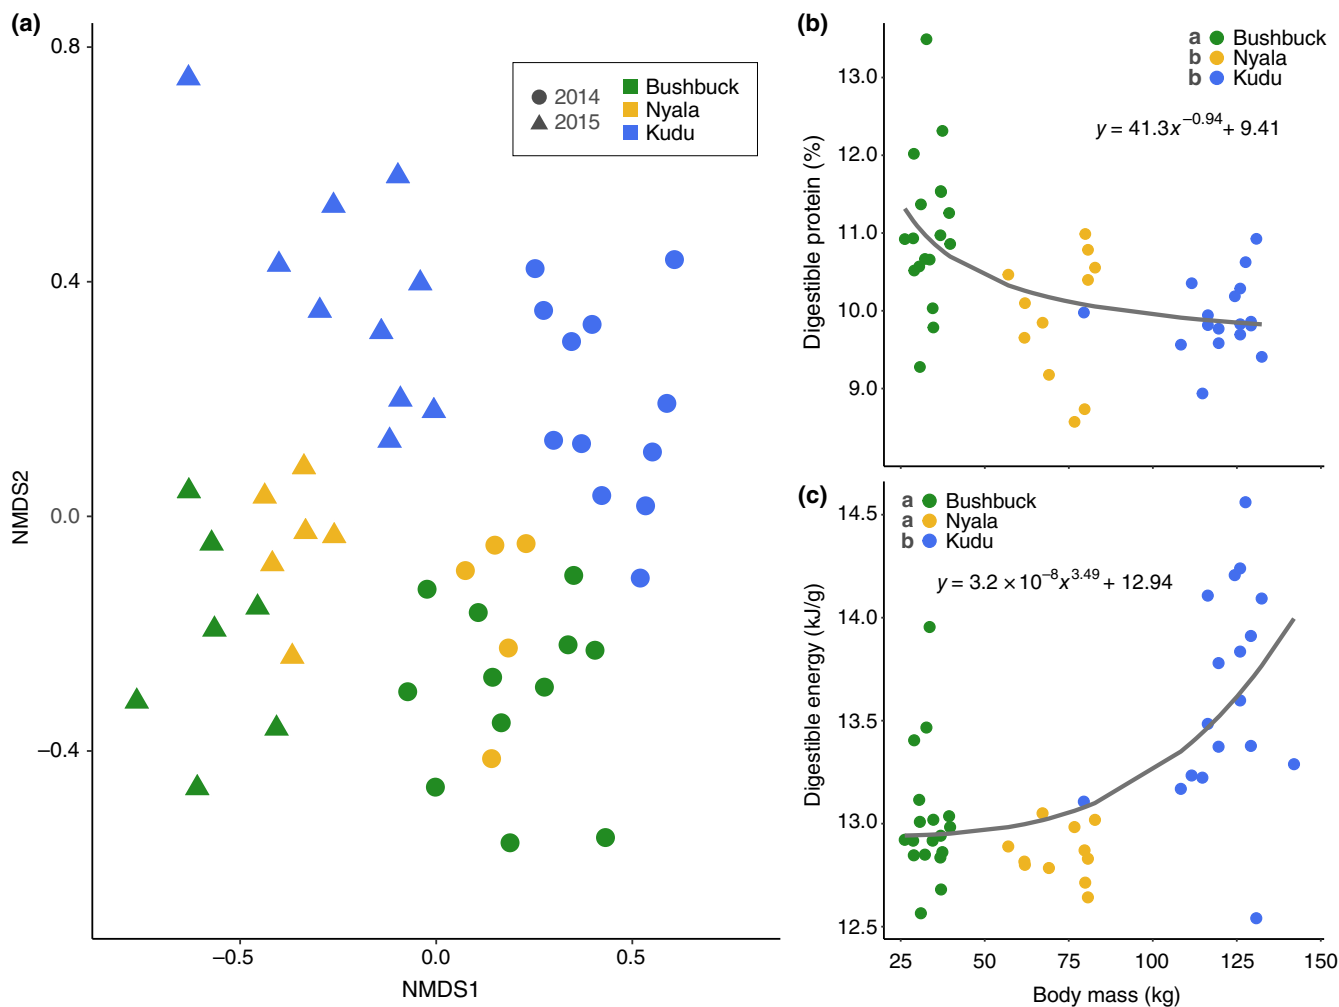 (a)
0.8
0.4
0.0
−0.4
NMDS2
−0.5
0.0
0.5
NMDS1
2014
2015
Bushbuck
Nyala
Kudu
(b)
13.0
12.0
11.0
10.0
9.0
Digestible protein (%)
a Bushbuck
b Nyala
b Kudu
y = 41.3x^−0.94 + 9.41
(c)
14.5
14.0
13.5
13.0
12.5
Digestible energy (kJ/g)
a Bushbuck
a Nyala
b Kudu
y = 3.2 × 10^−8 x^3.49 + 12.94
25
50
75
100
125
150
Body mass (kg)